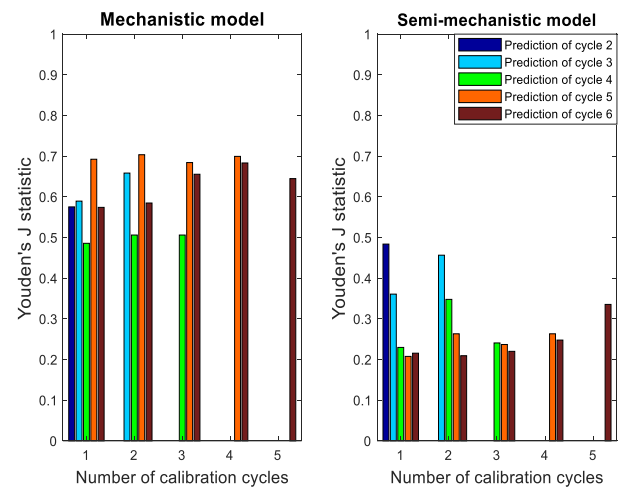 Mechanistic model
Youden's J statistic
1
0.9
0.8
0.7
0.6
0.5
0.4
0.3
0.2
0.1
0
1 2 3 4 5
Number of calibration cycles
Semi-mechanistic model
Prediction of cycle 2
Prediction of cycle 3
Prediction of cycle 4
Prediction of cycle 5
Prediction of cycle 6
Youden's J statistic
1
0.9
0.8
0.7
0.6
0.5
0.4
0.3
0.2
0.1
0
1 2 3 4 5
Number of calibration cycles